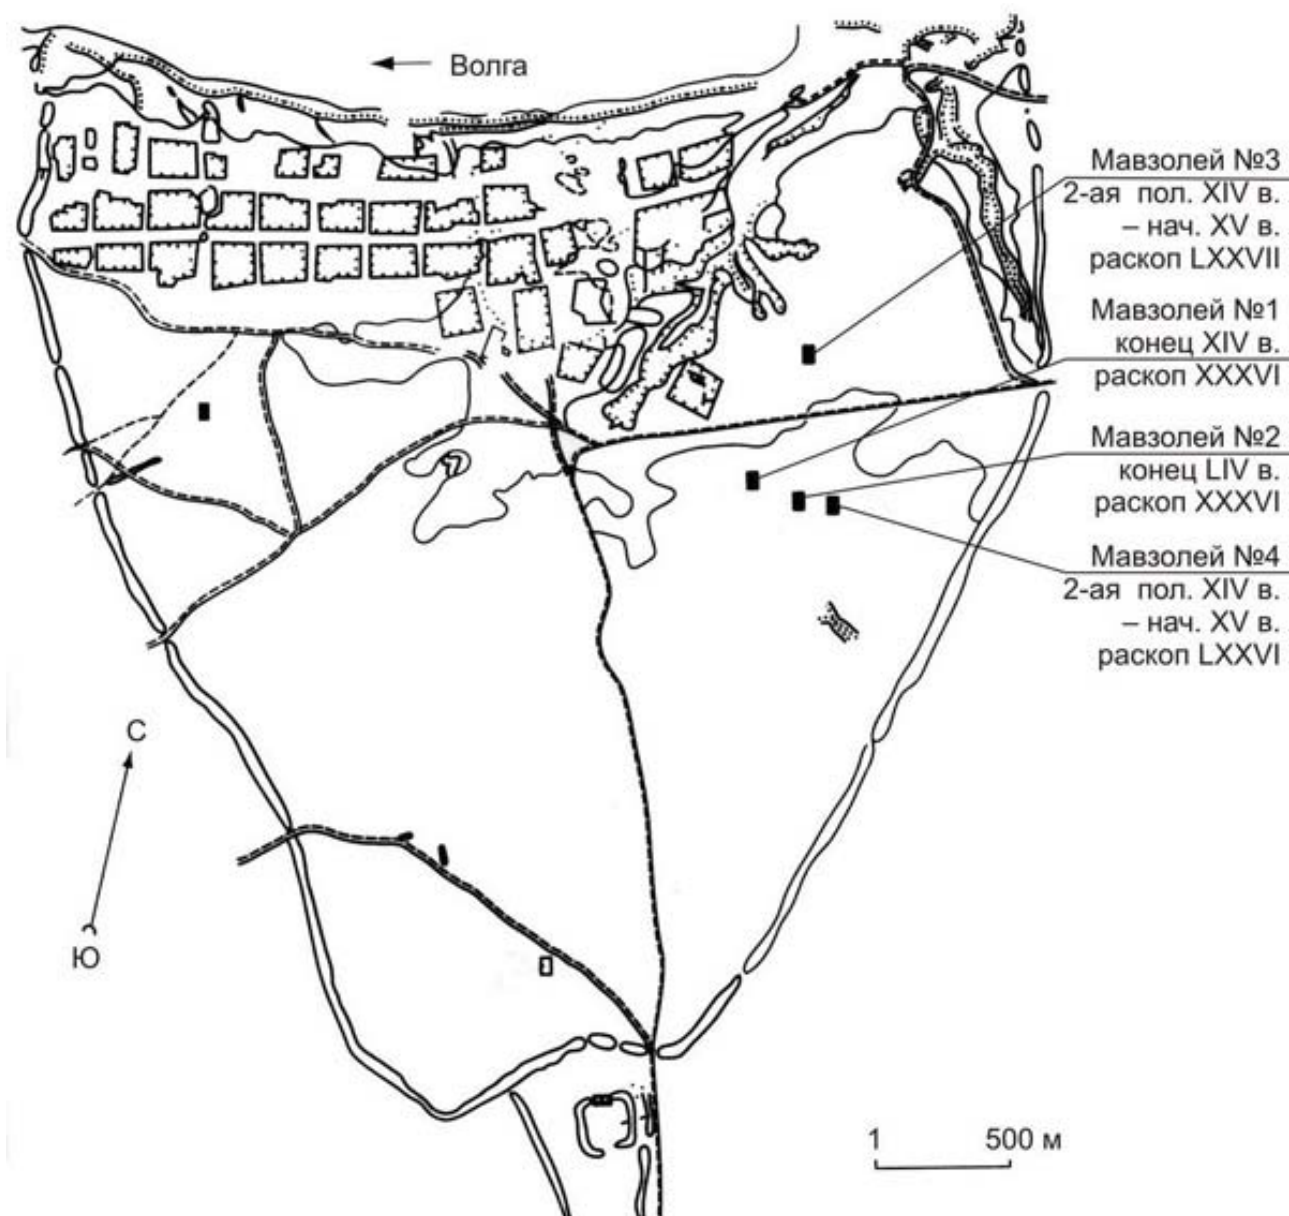 Волга
Мавзолей №3
2-ая пол. XIV в.
– нач. XV в.
раскоп LXXVII
Мавзолей №1
конец XIV в.
раскоп XXXVI
Мавзолей №2
конец LIV в.
раскоп XXXVI
Мавзолей №4
2-ая пол. XIV в.
– нач. XV в.
раскоп LXXVI
С
Ю
1 500 м